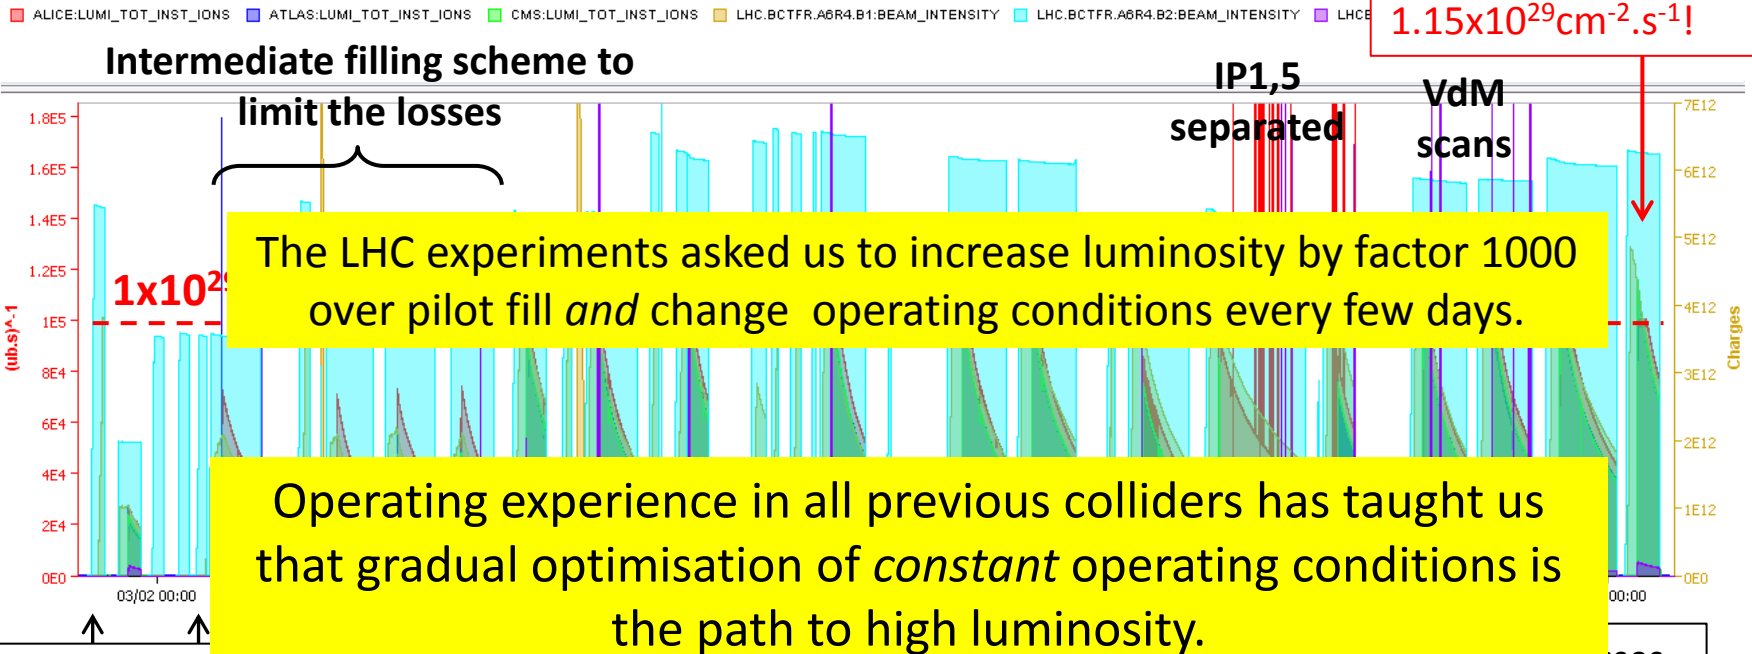 ALICE:LUMI_TOT_INST_IONS ATLAS:LUMI_TOT_INST_IONS CMS:LUMI_TOT_INST_IONS LHC.BCTFR.A6R4.B1:BEAM_INTENSITY LHC.BCTFR.A6R4.B2:BEAM_INTENSITY
1.15x10²⁹cm⁻².s⁻¹!
Intermediate filling scheme to
limit the losses
IP1,5
separated
VdM
scans
1.8E5
1.6E5
1.4E5
1.2E5
1E5
8E4
6E4
4E4
2E4
0E0
(ub.s)^-1
7E12
6E12
5E12
4E12
3E12
2E12
1E12
0E0
Charges
The LHC experiments asked us to increase luminosity by factor 1000
over pilot fill and change operating conditions every few days.
Operating experience in all previous colliders has taught us
that gradual optimisation of constant operating conditions is
the path to high luminosity.
03/02 00:00
00:00